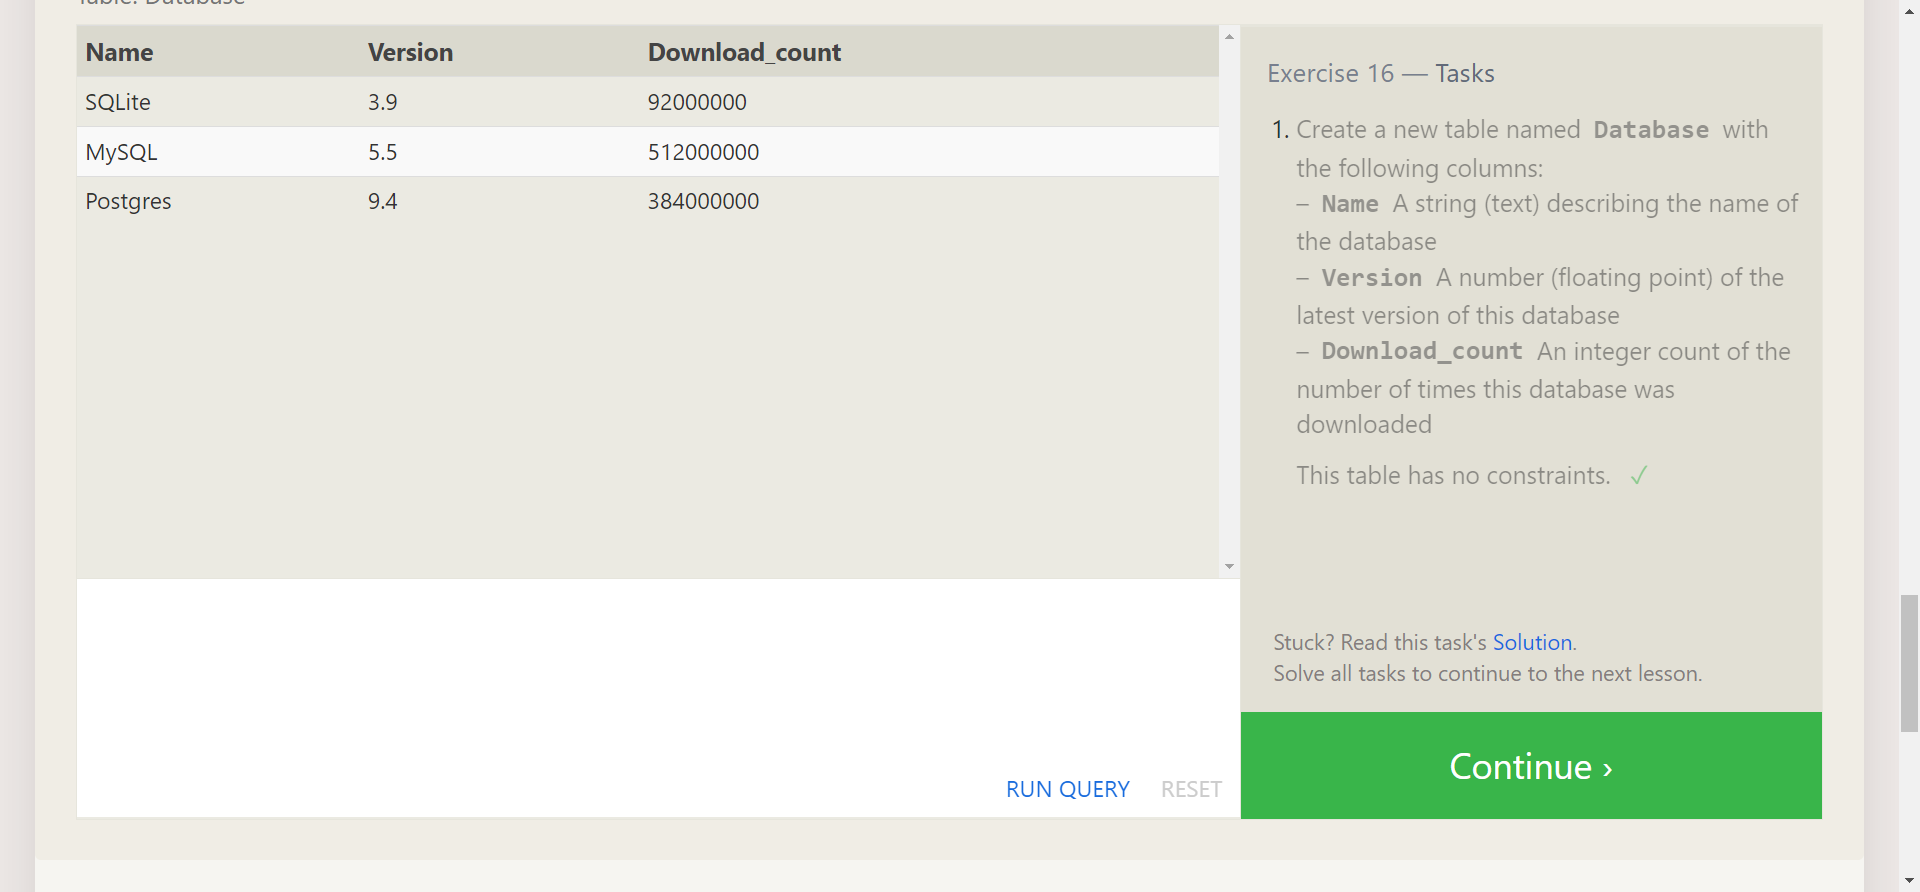 Table: Database
Name Version Download_count
SQLite 3.9 92000000
MySQL 5.5 512000000
Postgres 9.4 384000000
RUN QUERY RESET
Exercise 16 — Tasks
1. Create a new table named Database with
the following columns:
– Name A string (text) describing the name of
the database
– Version A number (floating point) of the
latest version of this database
– Download_count An integer count of the
number of times this database was
downloaded
This table has no constraints. ✓
Stuck? Read this task's Solution.
Solve all tasks to continue to the next lesson.
Continue ›